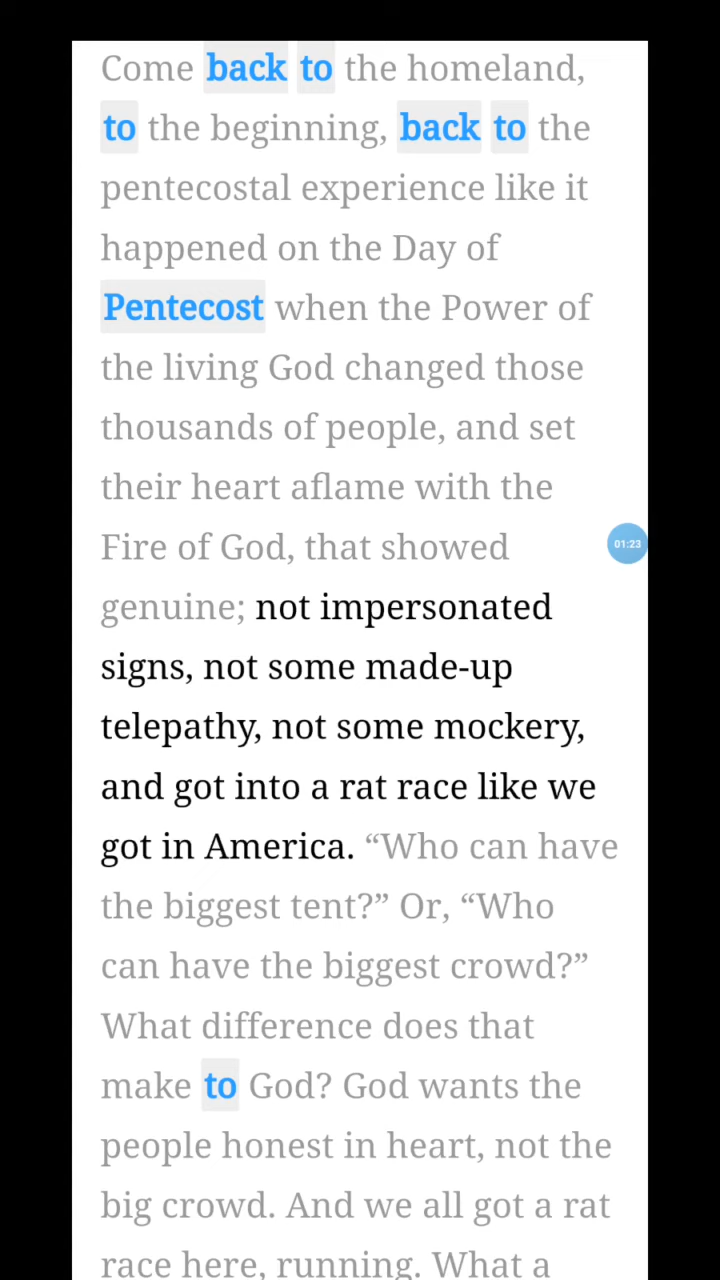 Come back to the homeland,
to the beginning, back to the
pentecostal experience like it
happened on the Day of
Pentecost when the Power of
the living God changed those
thousands of people, and set
their heart aflame with the
Fire of God, that showed
01:23
genuine; not impersonated
signs, not some made-up
telepathy, not some mockery,
and got into a rat race like we
got in America. “Who can have
the biggest tent?” Or, “Who
can have the biggest crowd?”
What difference does that
make to God? God wants the
people honest in heart, not the
big crowd. And we all got a rat
race here, running. What a